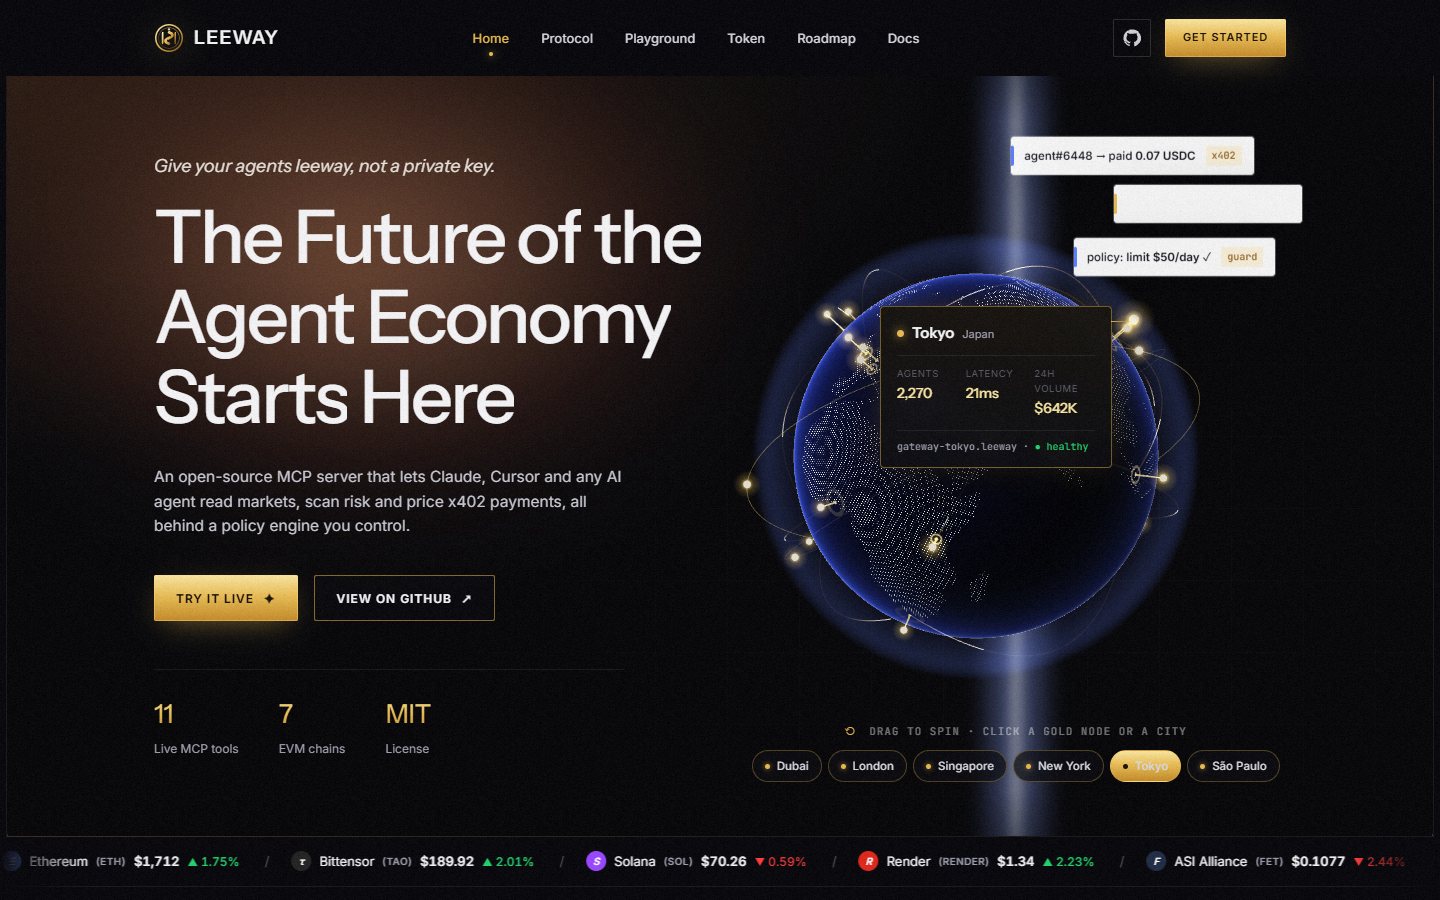 LEEWAY
Home
Protocol
Playground
Token
Roadmap
Docs
GET STARTED
Give your agents leeway, not a private key.
The Future of the
Agent Economy
Starts Here
An open-source MCP server that lets Claude, Cursor and any AI
agent read markets, scan risk and price x402 payments, all
behind a policy engine you control.
TRY IT LIVE ✦
VIEW ON GITHUB ↗
11
Live MCP tools
7
EVM chains
MIT
License
agent#6448 → paid 0.07 USDC x402
policy: limit $50/day ✓ guard
Tokyo Japan
AGENTS
2,270
LATENCY
21ms
24H
VOLUME
$642K
gateway-tokyo.leeway · ● healthy
DRAG TO SPIN · CLICK A GOLD NODE OR A CITY
Dubai
London
Singapore
New York
Tokyo
São Paulo
Ethereum (ETH) $1,712 ▲ 1.75% /
τ Bittensor (TAO) $189.92 ▲ 2.01% /
S Solana (SOL) $70.26 ▼ 0.59% /
R Render (RENDER) $1.34 ▲ 2.23% /
F ASI Alliance (FET) $0.1077 ▼ 2.44%